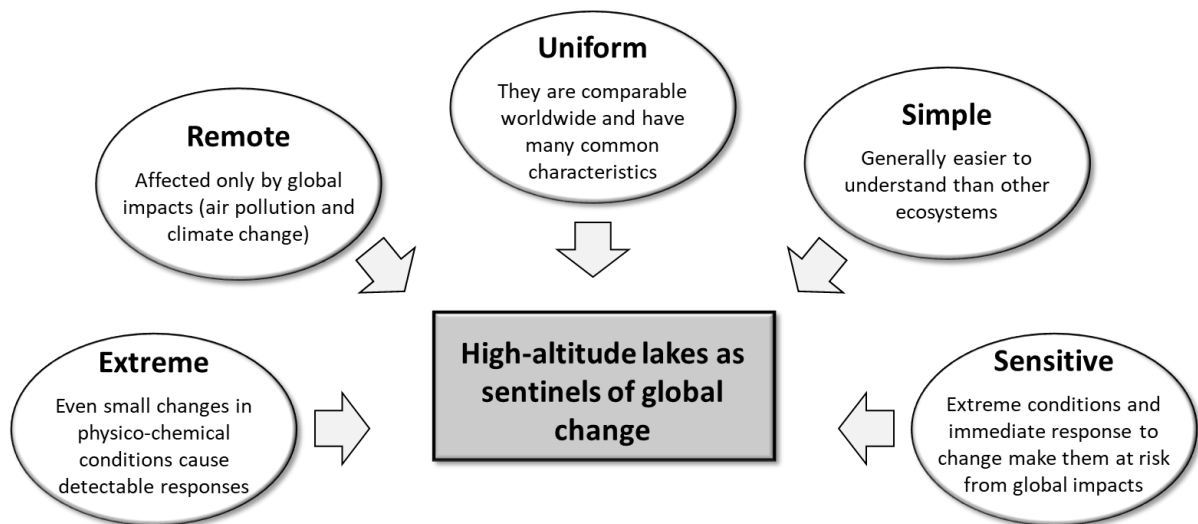 Uniform
They are comparable
worldwide and have
many common
characteristics
Remote
Affected only by global
impacts (air pollution and
climate change)
Simple
Generally easier to
understand than other
ecosystems
Extreme
Even small changes in
physico-chemical
conditions cause
detectable responses
High-altitude lakes as
sentinels of global
change
Sensitive
Extreme conditions and
immediate response to
change make them at risk
from global impacts